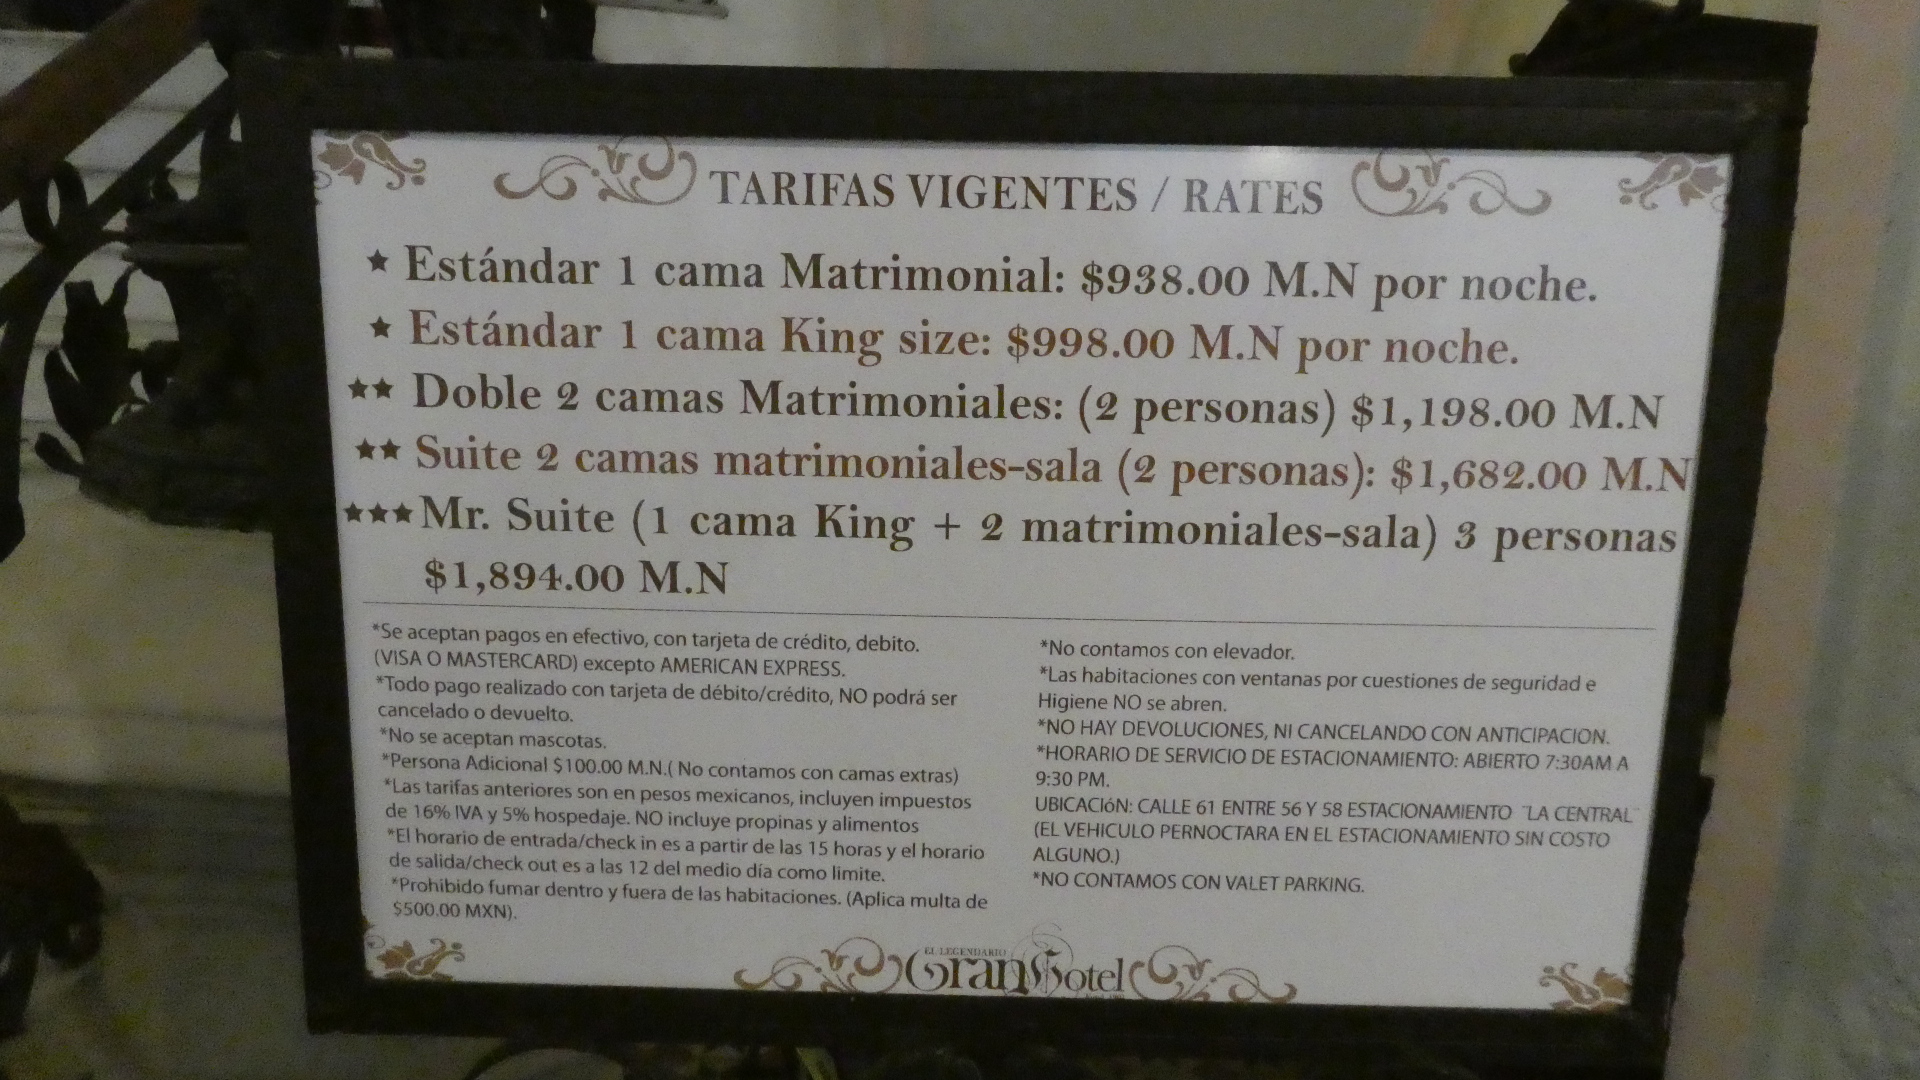 TARIFAS VIGENTES / RATES
★ Estándar 1 cama Matrimonial: $938.00 M.N por noche.
★ Estándar 1 cama King size: $998.00 M.N por noche.
★★ Doble 2 camas Matrimoniales: (2 personas) $1,198.00 M.N
★★ Suite 2 camas matrimoniales-sala (2 personas): $1,682.00 M.N
★★★Mr. Suite (1 cama King + 2 matrimoniales-sala) 3 personas
$1,894.00 M.N
*Se aceptan pagos en efectivo, con tarjeta de crédito, debito.
(VISA O MASTERCARD) excepto AMERICAN EXPRESS.
*Todo pago realizado con tarjeta de débito/crédito, NO podrá ser
cancelado o devuelto.
*No se aceptan mascotas.
*Persona Adicional $100.00 M.N.( No contamos con camas extras)
*Las tarifas anteriores son en pesos mexicanos, incluyen impuestos
de 16% IVA y 5% hospedaje. NO incluye propinas y alimentos
*El horario de entrada/check in es a partir de las 15 horas y el horario
de salida/check out es a las 12 del medio día como limite.
*Prohibido fumar dentro y fuera de las habitaciones. (Aplica multa de
$500.00 MXN).
*No contamos con elevador.
*Las habitaciones con ventanas por cuestiones de seguridad e
Higiene NO se abren.
*NO HAY DEVOLUCIONES, NI CANCELANDO CON ANTICIPACION.
*HORARIO DE SERVICIO DE ESTACIONAMIENTO: ABIERTO 7:30AM A
9:30 PM.
UBICACIóN: CALLE 61 ENTRE 56 Y 58 ESTACIONAMIENTO ¨LA CENTRAL¨
(EL VEHICULO PERNOCTARA EN EL ESTACIONAMIENTO SIN COSTO
ALGUNO.)
*NO CONTAMOS CON VALET PARKING.
EL LEGENDARIO
Gran Hotel